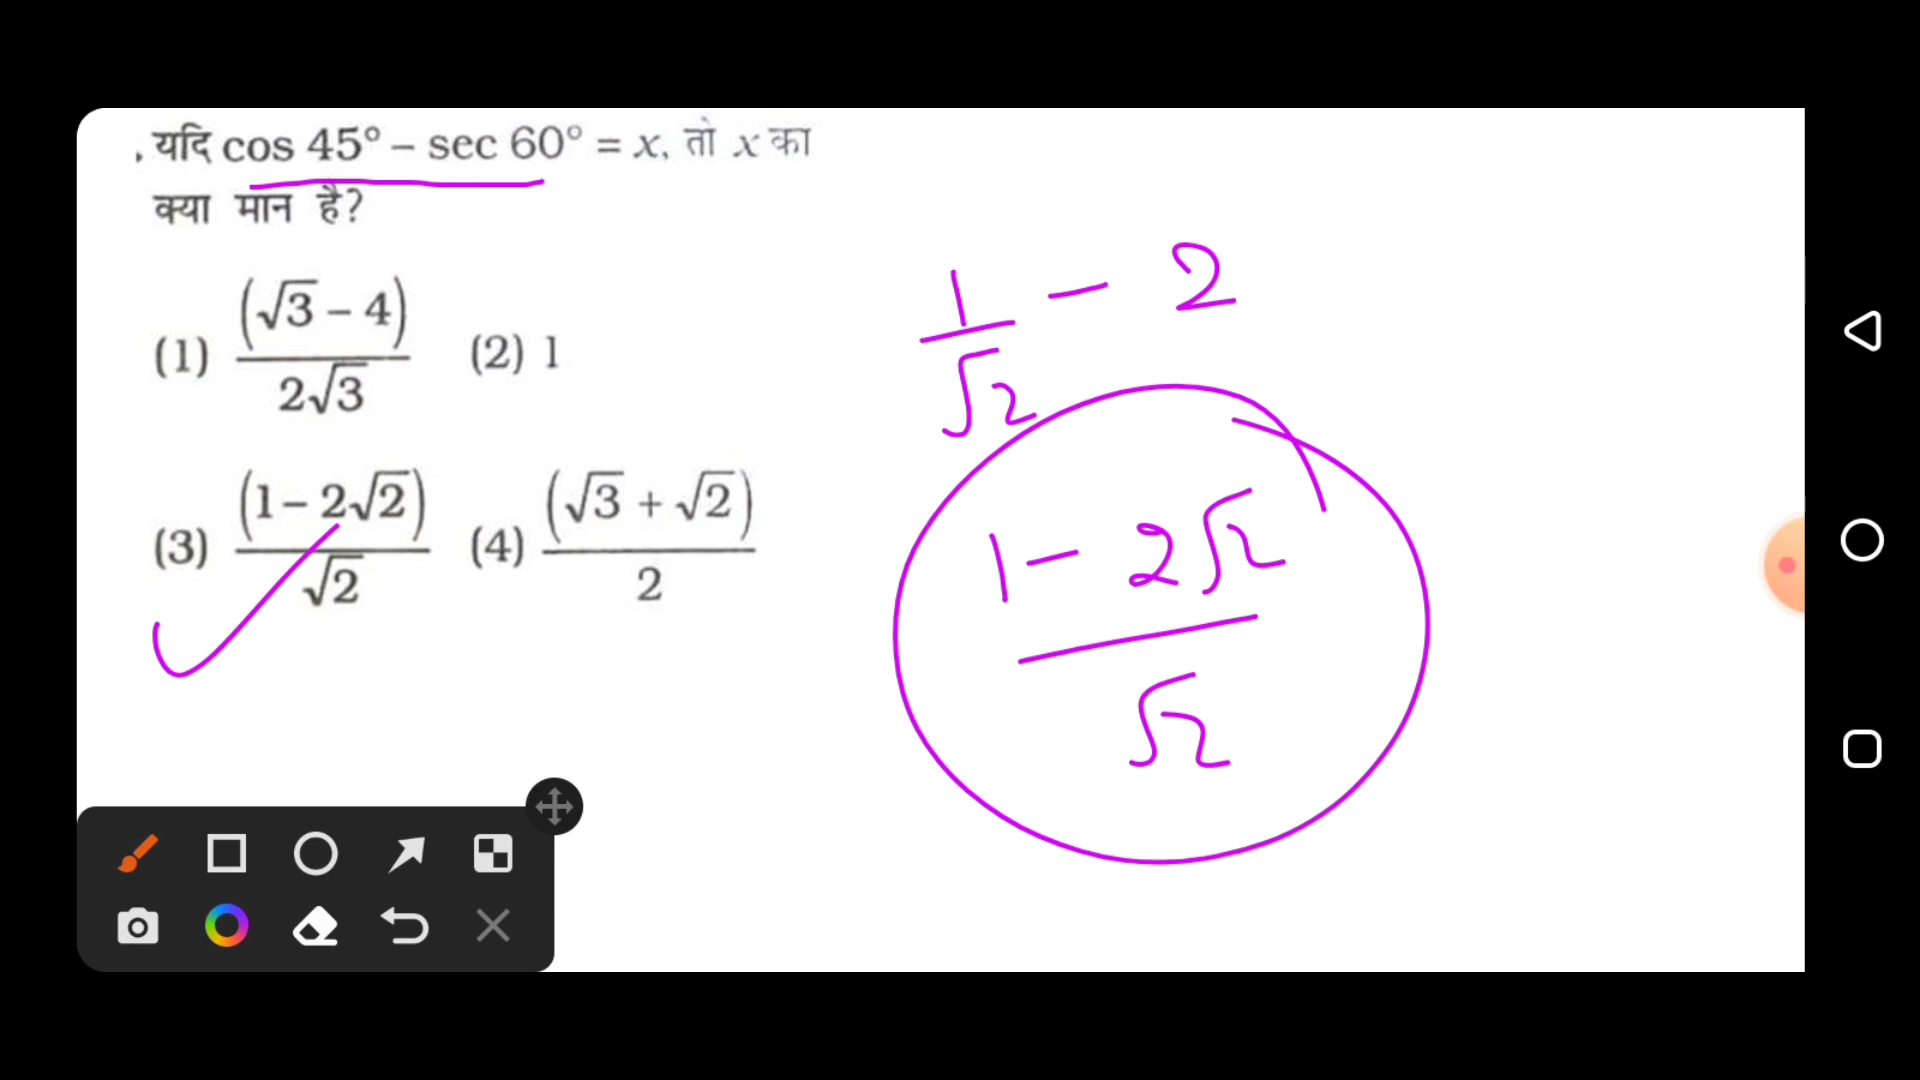 , यदि cos 45° – sec 60° = x, तो x का
क्या मान है?
(1) (√3 – 4) / 2√3 (2) 1
(3) (1 – 2√2) / √2 (4) (√3 + √2) / 2
1/√2 – 2
1 – 2√2 / √2